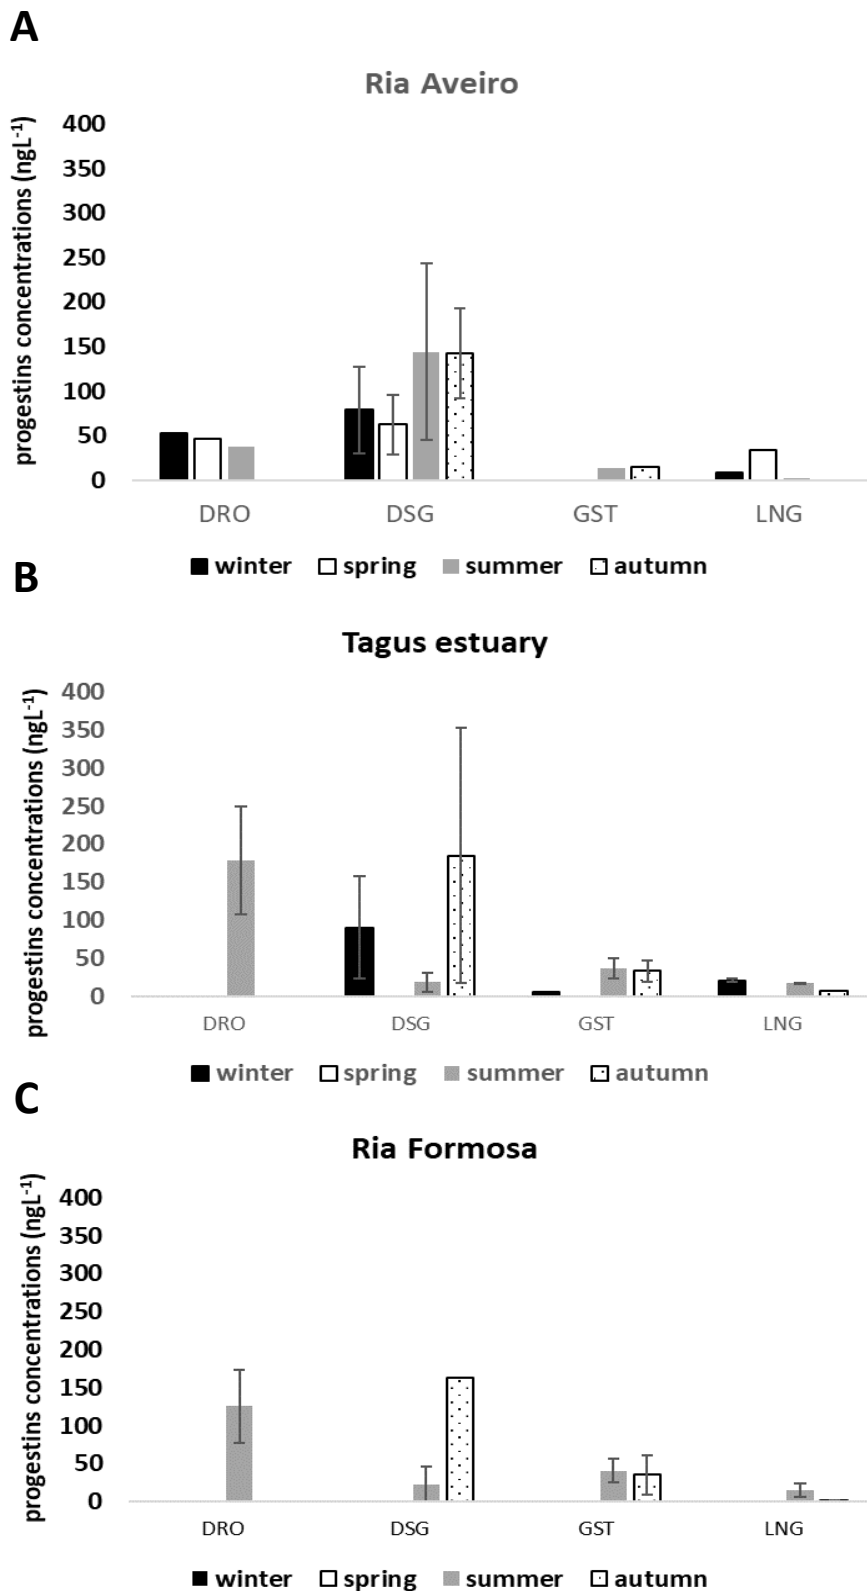 A
Ria Aveiro
progestins concentrations (ngL-1)
400
350
300
250
200
150
100
50
0
DRO DSG GST LNG
winter spring summer autumn
B
Tagus estuary
progestins concentrations (ngL-1)
400
350
300
250
200
150
100
50
0
DRO DSG GST LNG
winter spring summer autumn
C
Ria Formosa
progestins concentrations (ngL-1)
400
350
300
250
200
150
100
50
0
DRO DSG GST LNG
winter spring summer autumn